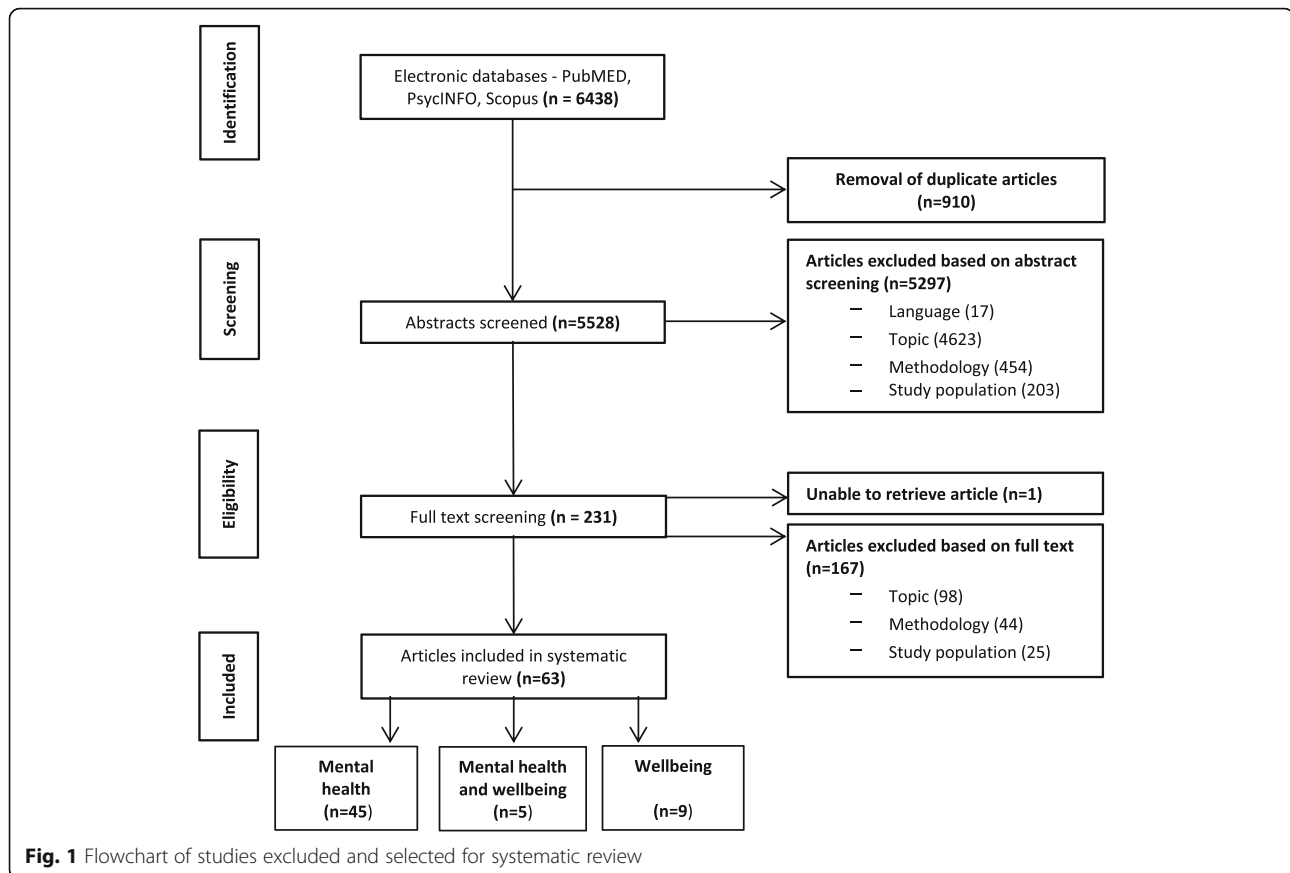 Identification
Electronic databases - PubMED,
PsycINFO, Scopus (n = 6438)
Removal of duplicate articles
(n=910)
Screening
Abstracts screened (n=5528)
Articles excluded based on abstract
screening (n=5297)
– Language (17)
– Topic (4623)
– Methodology (454)
– Study population (203)
Eligibility
Full text screening (n = 231)
Unable to retrieve article (n=1)
Articles excluded based on full text
(n=167)
– Topic (98)
– Methodology (44)
– Study population (25)
Included
Articles included in systematic
review (n=63)
Mental
health
(n=45)
Mental health
and wellbeing
(n=5)
Wellbeing
(n=9)
Fig. 1 Flowchart of studies excluded and selected for systematic review